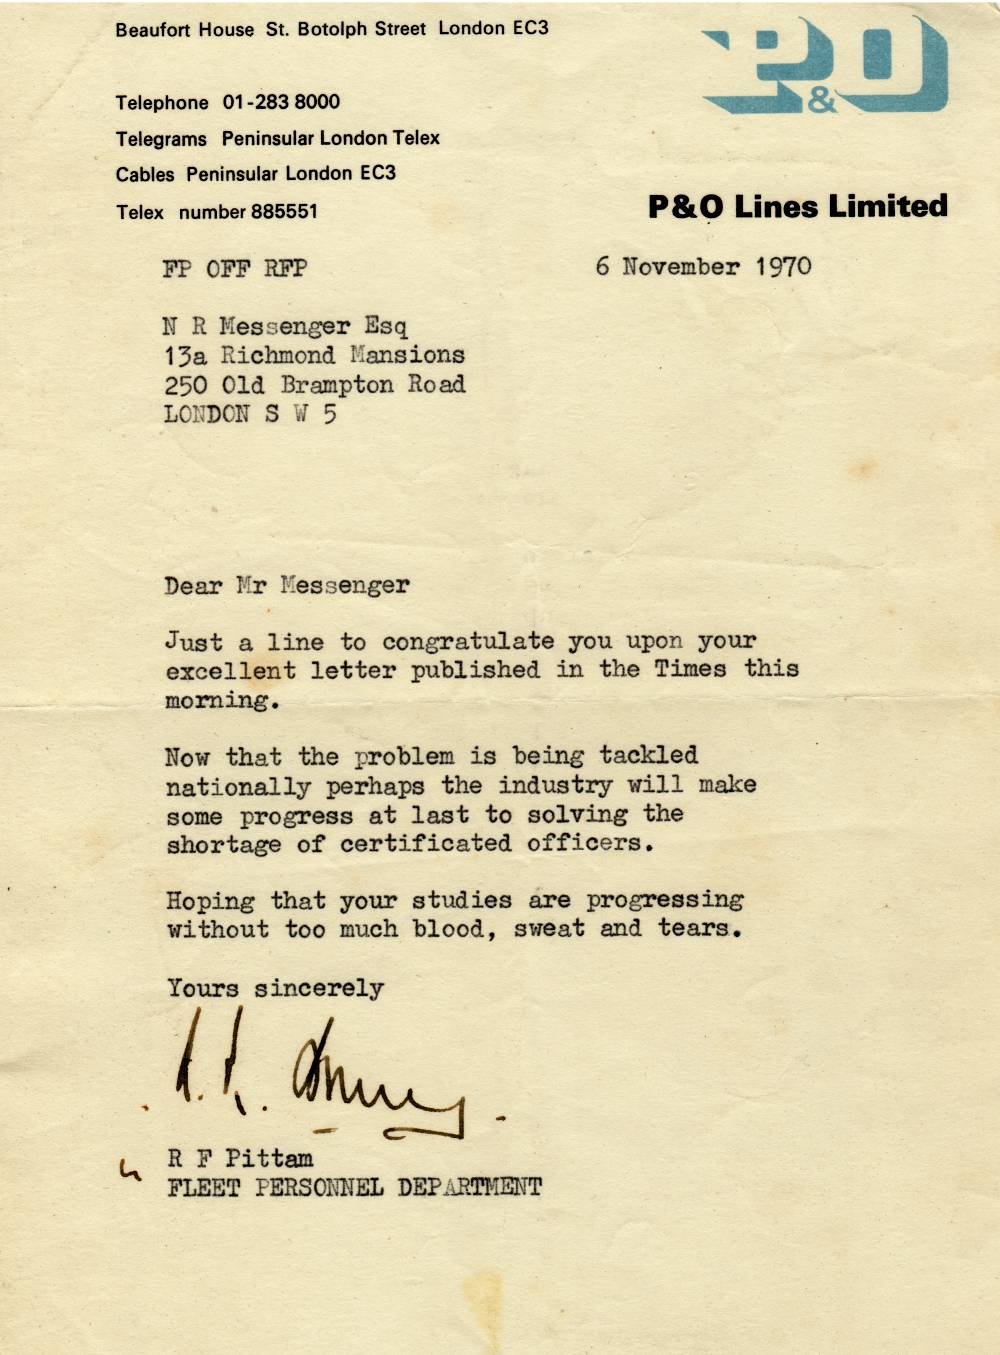 Beaufort House St. Botolph Street London EC3
P&O
Telephone 01-283 8000
Telegrams Peninsular London Telex
Cables Peninsular London EC3
Telex number 885551
P&O Lines Limited
FP OFF RFP
6 November 1970
N R Messenger Esq
13a Richmond Mansions
250 Old Brampton Road
LONDON S W 5
Dear Mr Messenger
Just a line to congratulate you upon your
excellent letter published in the Times this
morning.
Now that the problem is being tackled
nationally perhaps the industry will make
some progress at last to solving the
shortage of certificated officers.
Hoping that your studies are progressing
without too much blood, sweat and tears.
Yours sincerely
R F Pittam
FLEET PERSONNEL DEPARTMENT